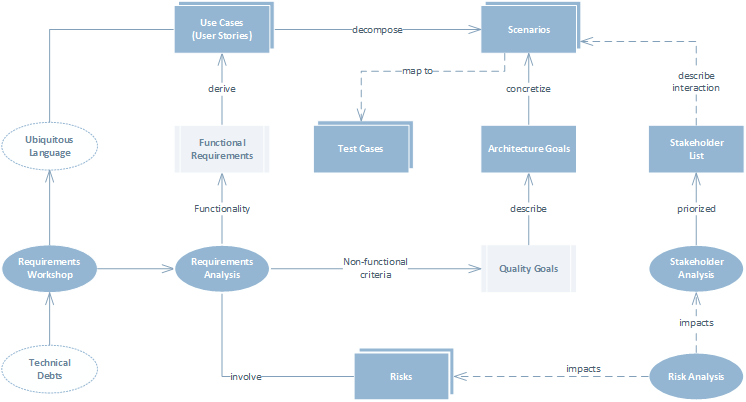 Use Cases
(User Stories)
decompose
Scenarios
map to
derive
concretize
describe
interaction
Ubiquitous
Language
Functional
Requirements
Test Cases
Architecture Goals
Stakeholder
List
Functionality
describe
priorized
Requirements
Workshop
Requirements
Analysis
Non-functional
criteria
Quality Goals
Stakeholder
Analysis
impacts
Technical
Debts
involve
Risks
impacts
Risk Analysis